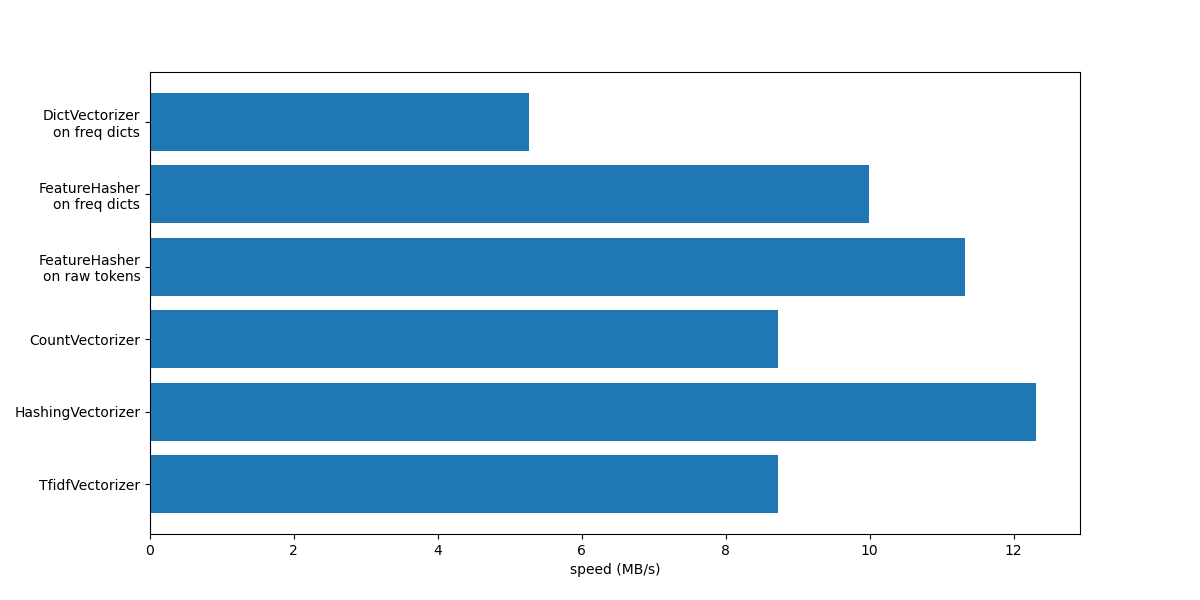 DictVectorizer
on freq dicts
FeatureHasher
on freq dicts
FeatureHasher
on raw tokens
CountVectorizer
HashingVectorizer
TfidfVectorizer
0 2 4 6 8 10 12
speed (MB/s)